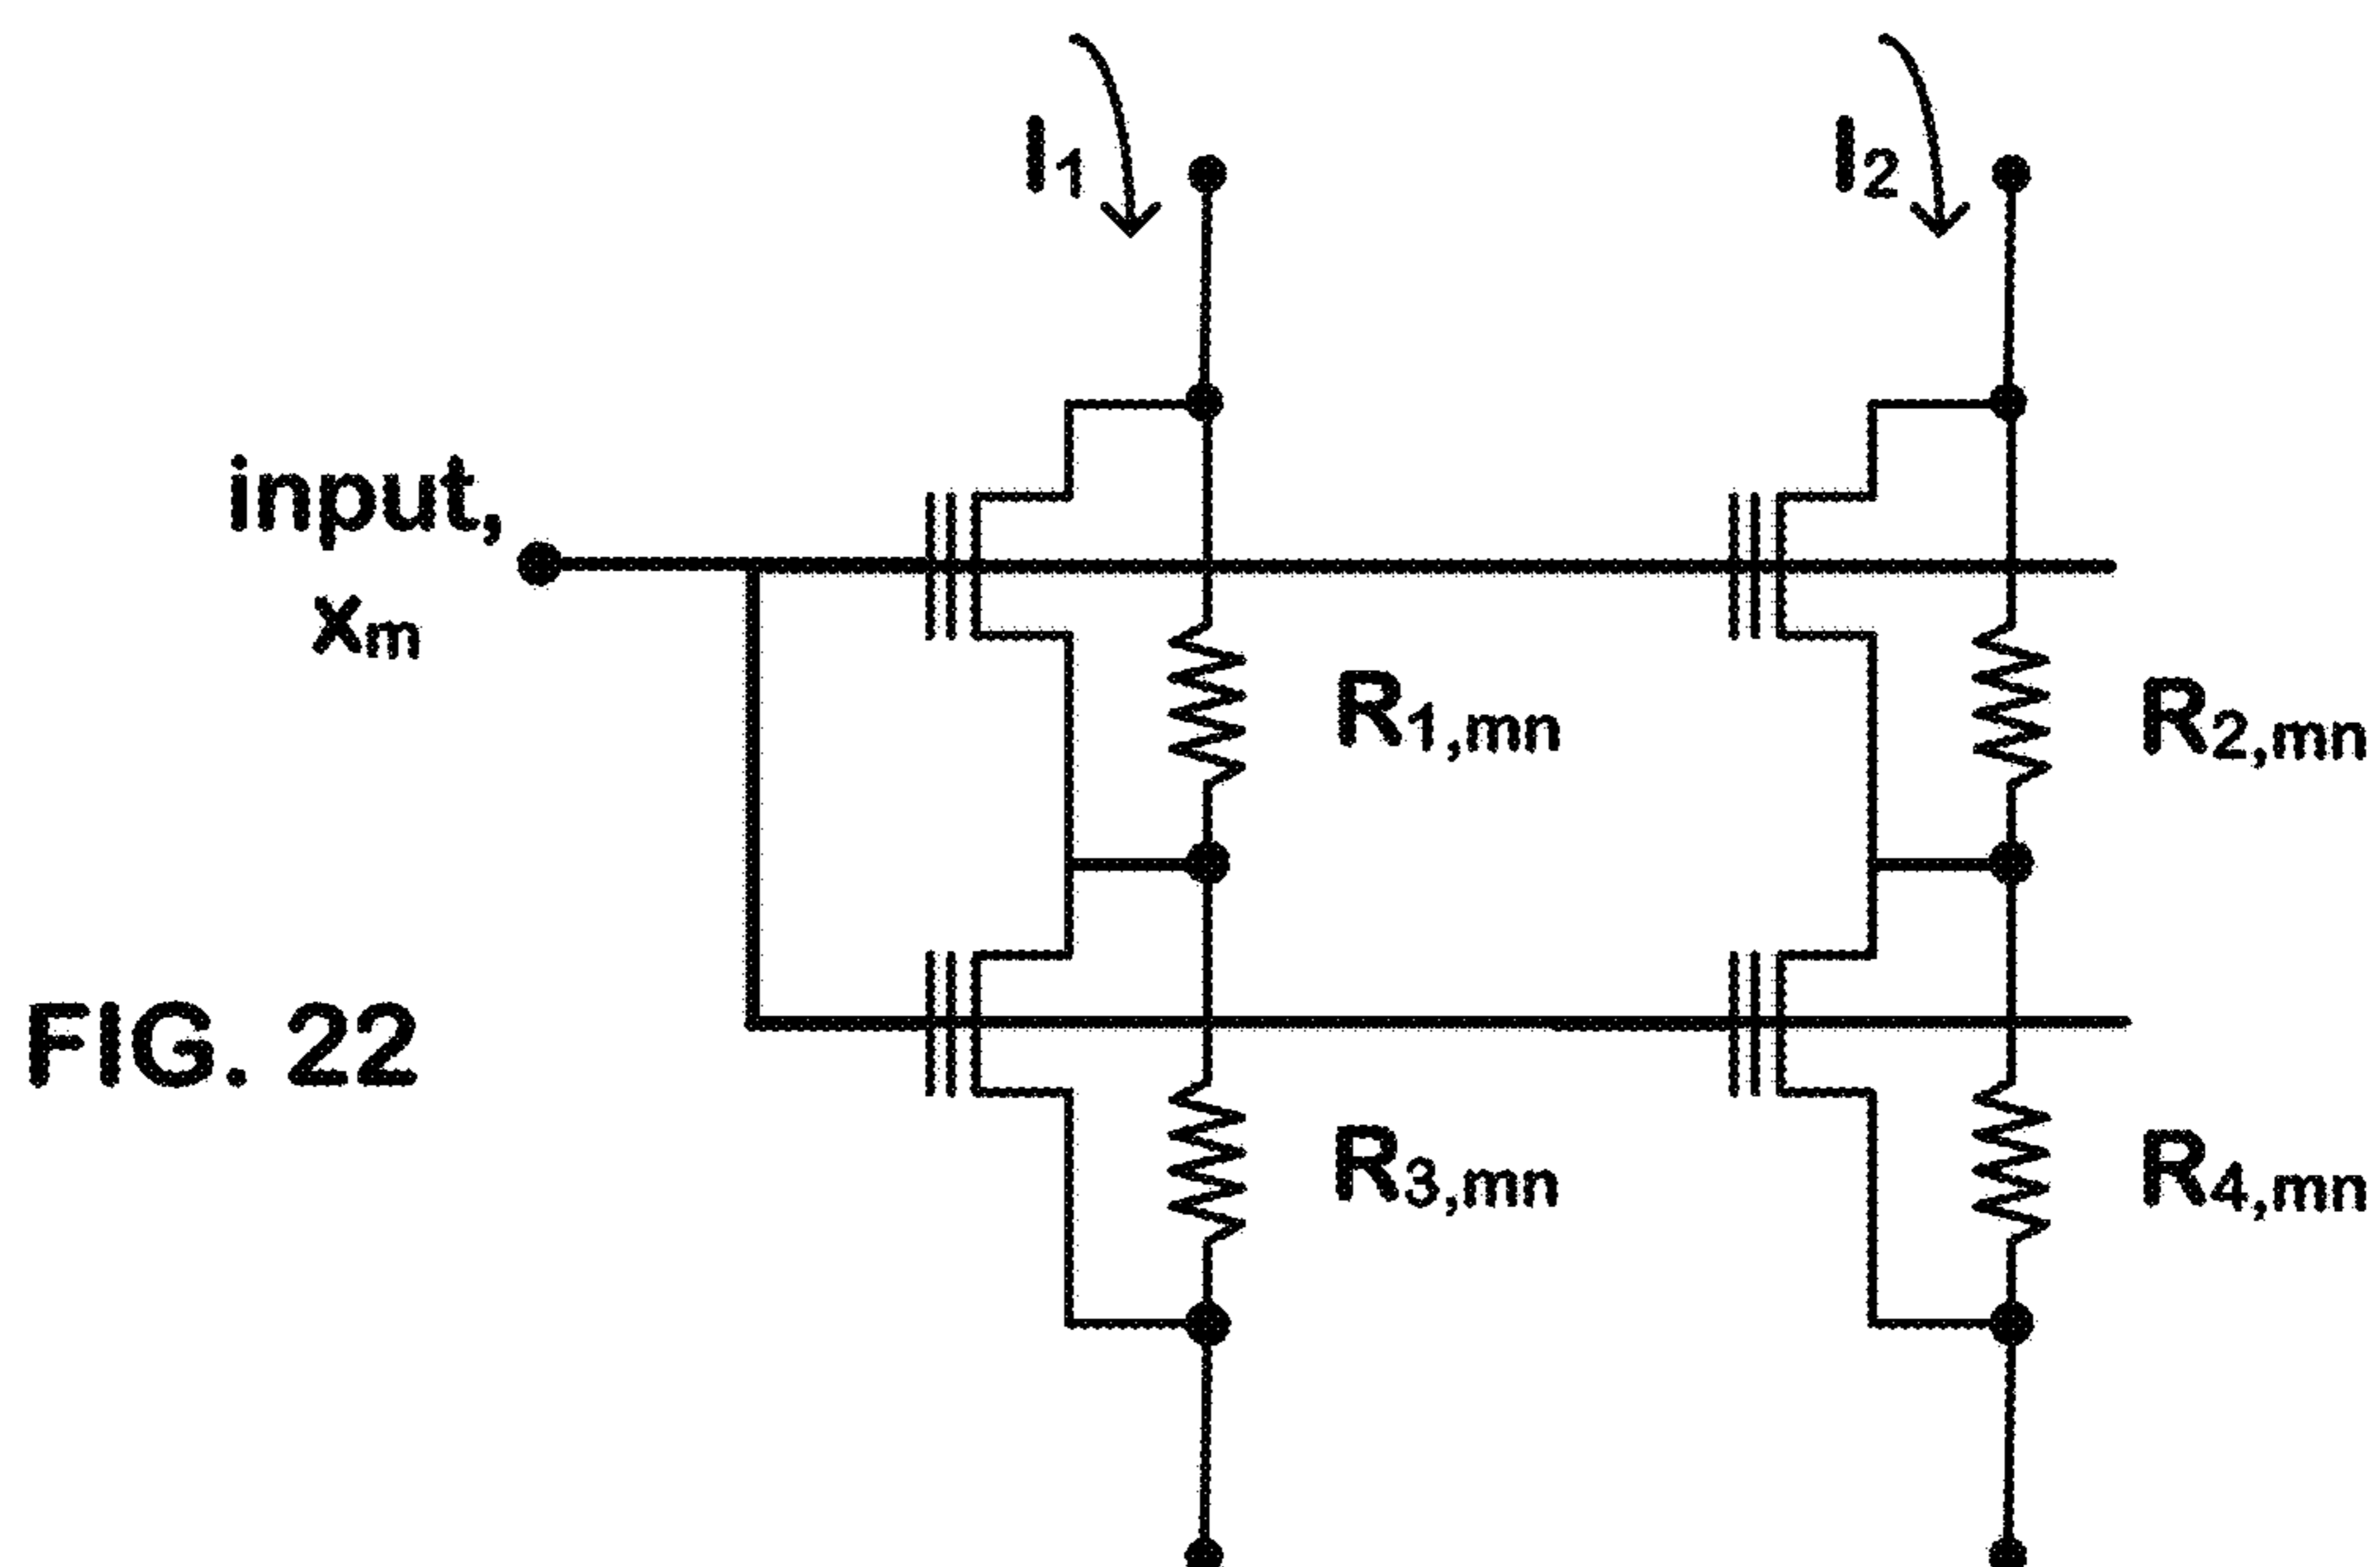 I1
I2
input,
xm
R1,mn
R2,mn
FIG. 22
R3,mn
R4,mn